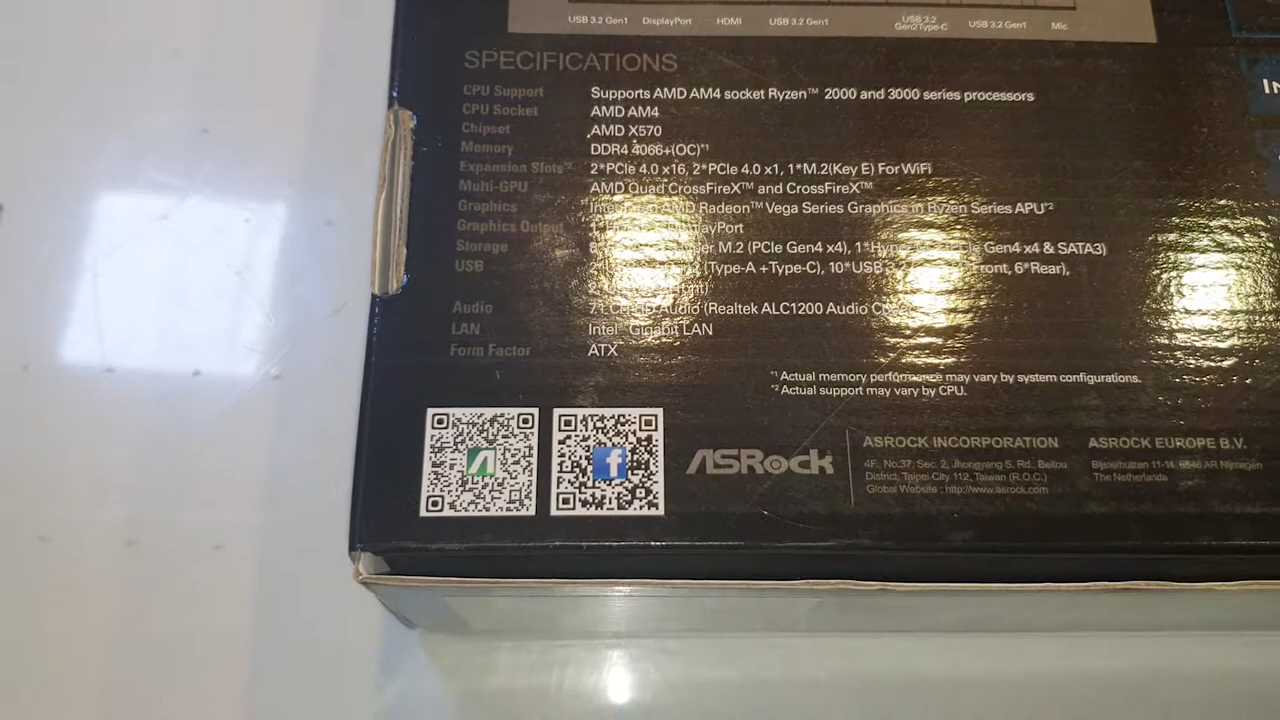 USB 3.2 Gen1 DisplayPort HDMI USB 3.2 Gen1 USB 3.2 Gen2 Type-C USB 3.2 Gen1 Mic
SPECIFICATIONS
CPU Support Supports AMD AM4 socket Ryzen™ 2000 and 3000 series processors
CPU Socket AMD AM4
Chipset AMD X570
Memory DDR4 4066+(OC)*1
Expansion Slots*2 2*PCIe 4.0 x16, 2*PCIe 4.0 x1, 1*M.2(Key E) For WiFi
Multi-GPU AMD Quad CrossFireX™ and CrossFireX™
Graphics Integrated AMD Radeon™ Vega Series Graphics in Ryzen Series APU*2
Graphics Output DisplayPort
Storage M.2 (PCIe Gen4 x4), Gen4 x4 & SATA3)
USB (Type-A +Type-C), 10*USB Front, 6*Rear),
Audio 7.1 CH HD Audio (Realtek ALC1200 Audio
LAN Intel® Gigabit LAN
Form Factor ATX
*1 Actual memory performance may vary by system configurations.
*2 Actual support may vary by CPU.
f
ASRock
ASROCK INCORPORATION
4F., No.37, Sec. 2, Jhongyang S. Rd., Beitou
District, Taipei City 112, Taiwan (R.O.C.)
Global Website : http://www.asrock.com
ASROCK EUROPE B.V.
Bijsterhuizen 11-11, 6546 AR Nijmegen
The Netherlands